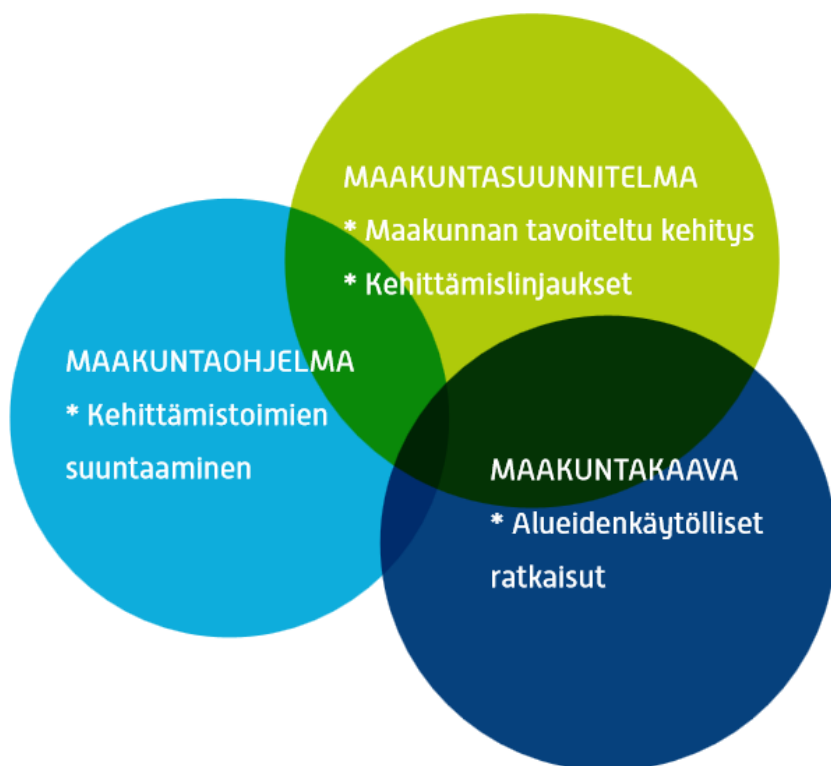 MAAKUNTASUUNNITELMA
* Maakunnan tavoiteltu kehitys
* Kehittämislinjaukset
MAAKUNTAOHJELMA
* Kehittämistoimien
suuntaaminen
MAAKUNTAKAAVA
* Alueidenkäytölliset
ratkaisut